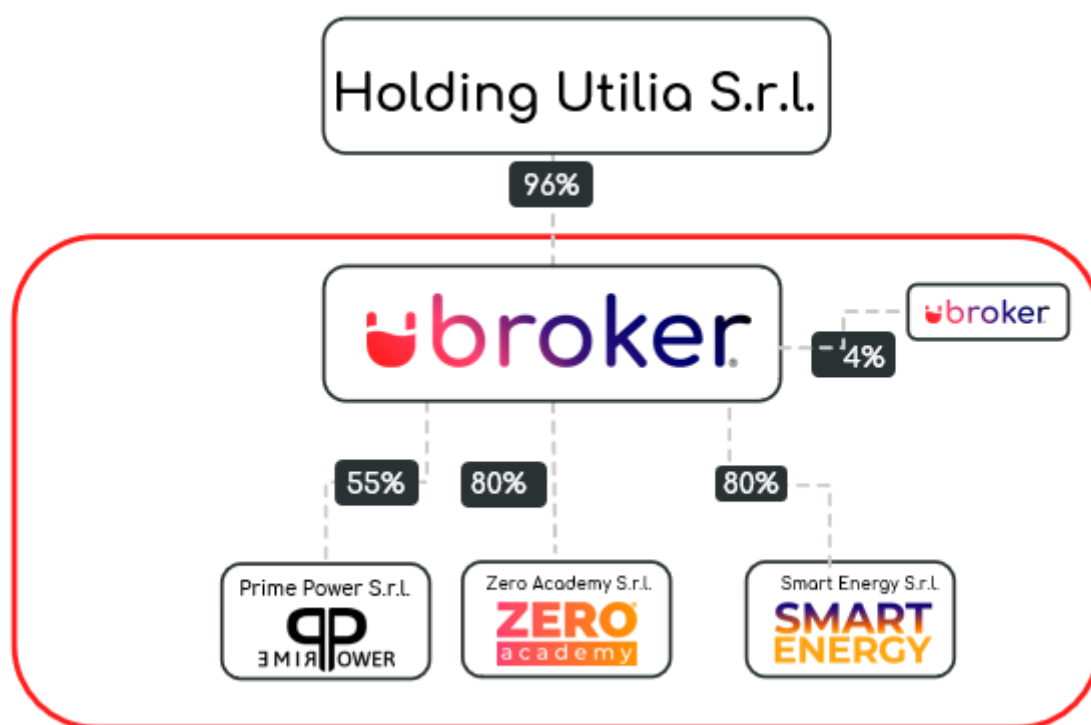 Holding Utilia S.r.l.
96%
ubroker®
ubroker
4%
55%
80%
80%
Prime Power S.r.l.
PP
PRIME POWER
Zero Academy S.r.l.
ZERO
academy
Smart Energy S.r.l.
SMART
ENERGY